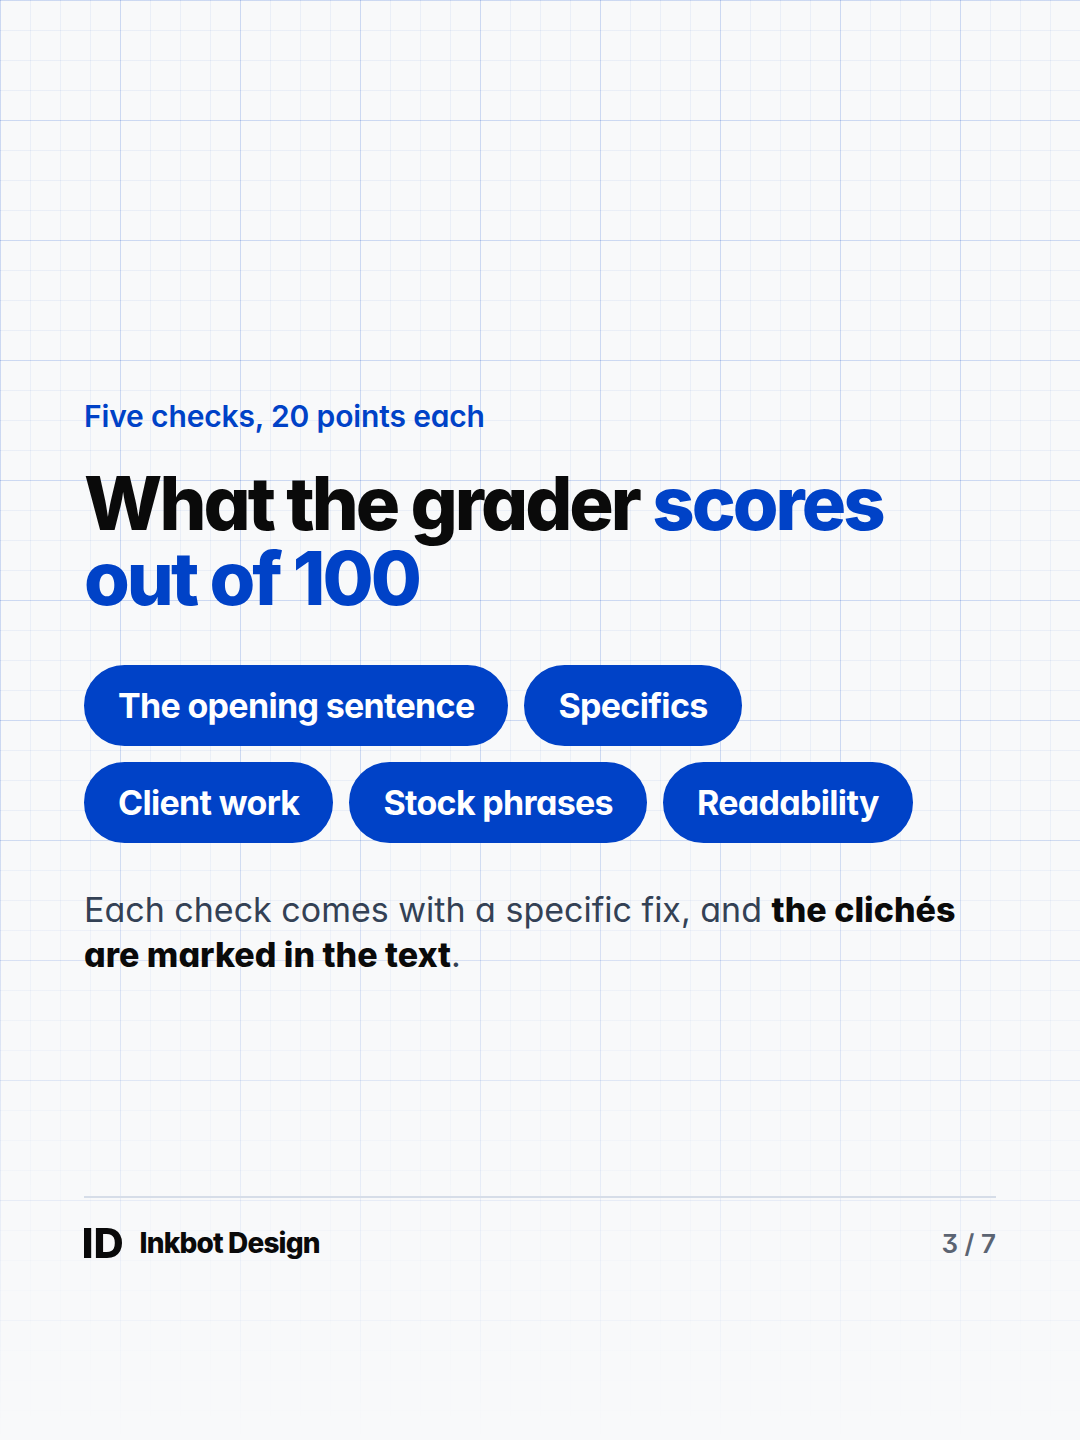 Five checks, 20 points each
What the grader scores
out of 100
The opening sentence
Specifics
Client work
Stock phrases
Readability
Each check comes with a specific fix, and the clichés
are marked in the text.
ID Inkbot Design
3 / 7